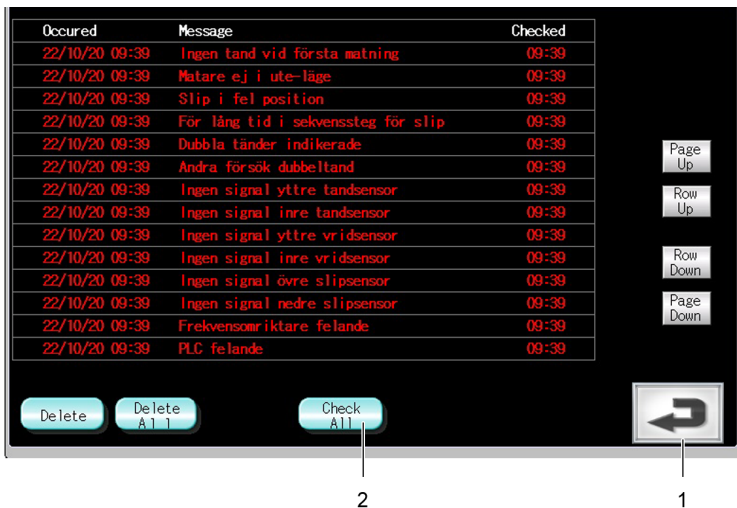 Occured Message Checked
22/10/20 09:39 Ingen tand vid första matning 09:39
22/10/20 09:39 Matare ej i ute-läge 09:39
22/10/20 09:39 Slip i fel position 09:39
22/10/20 09:39 För lång tid i sekvenssteg för slip 09:39
22/10/20 09:39 Dubbla tänder indikerade 09:39
22/10/20 09:39 Andra försök dubbeltand 09:39
22/10/20 09:39 Ingen signal yttre tandsensor 09:39
22/10/20 09:39 Ingen signal inre tandsensor 09:39
22/10/20 09:39 Ingen signal yttre vridsensor 09:39
22/10/20 09:39 Ingen signal inre vridsensor 09:39
22/10/20 09:39 Ingen signal övre slipsensor 09:39
22/10/20 09:39 Ingen signal nedre slipsensor 09:39
22/10/20 09:39 Frekvensomriktare felande 09:39
22/10/20 09:39 PLC felande 09:39
Page
Up
Row
Up
Row
Down
Page
Down
Delete
Delete
All
Check
All
2
1